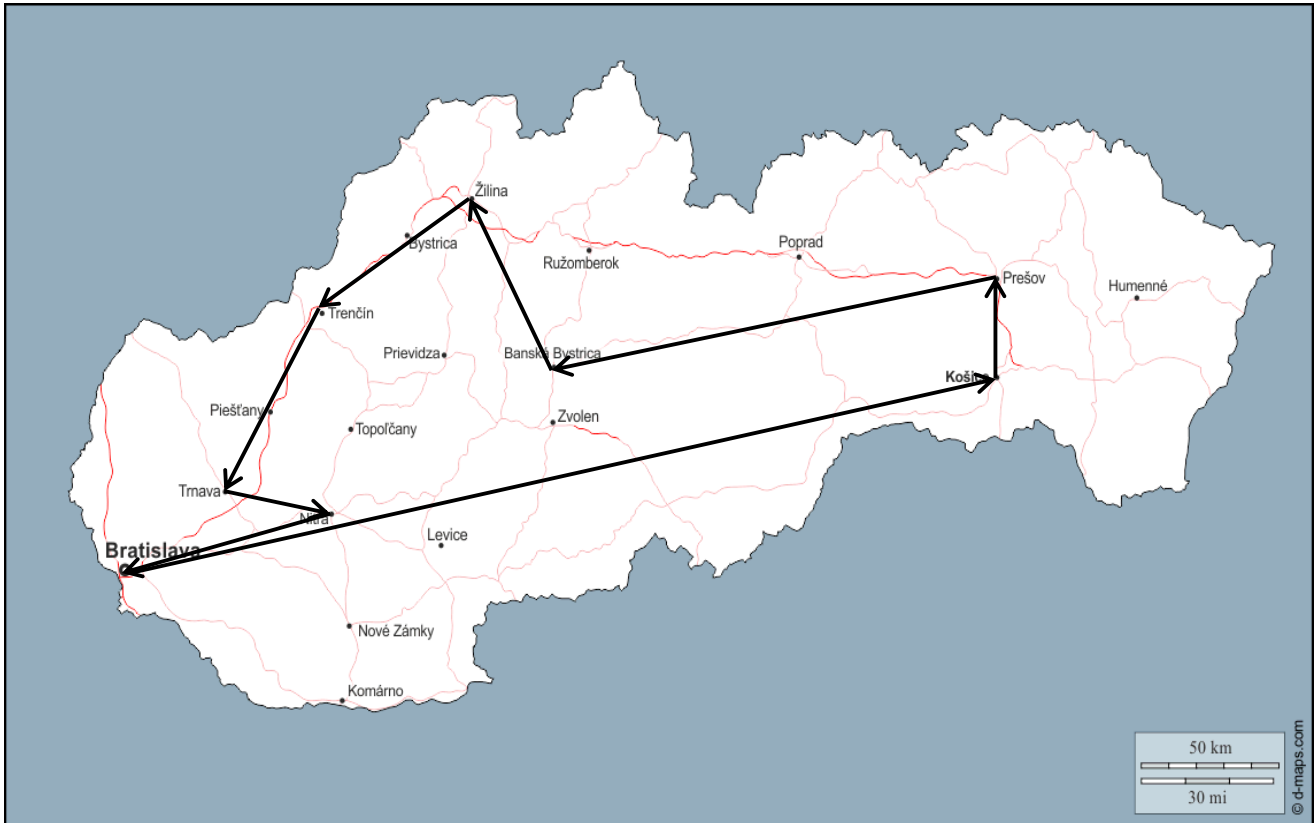 Žilina
Bystrica
Ružomberok
Poprad
Prešov
Humenné
Trenčín
Prievidza
Banská Bystrica
Piešťany
Topoľčany
Zvolen
Trnava
Nitra
Levice
Bratislava
Nové Zámky
Komárno
50 km
30 mi
© d-maps.com